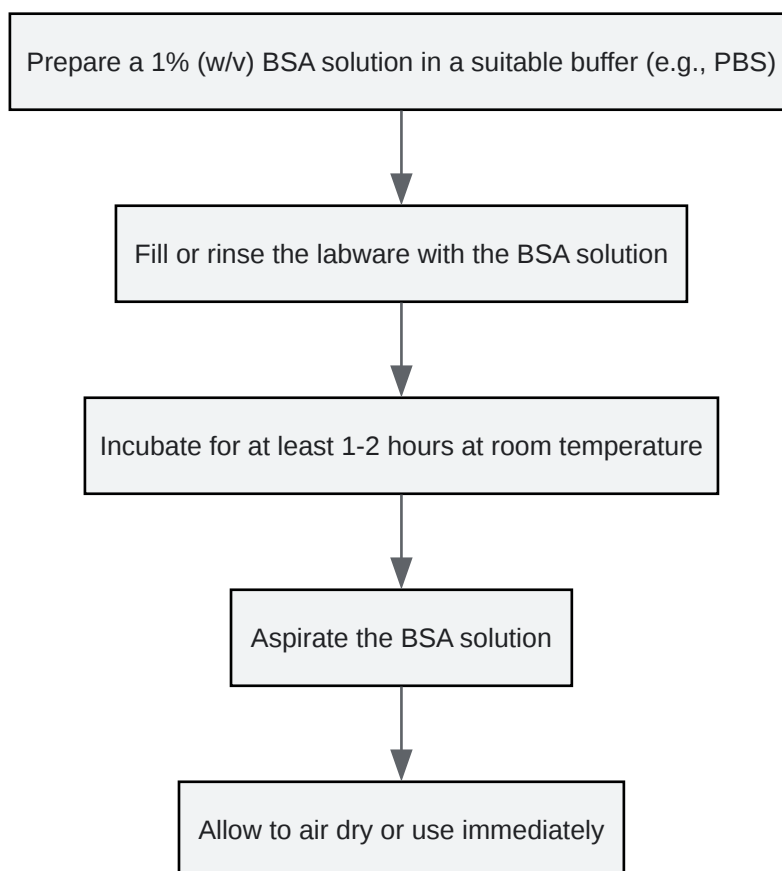 Prepare a 1% (w/v) BSA solution in a suitable buffer (e.g., PBS)
Fill or rinse the labware with the BSA solution
Incubate for at least 1-2 hours at room temperature
Aspirate the BSA solution
Allow to air dry or use immediately